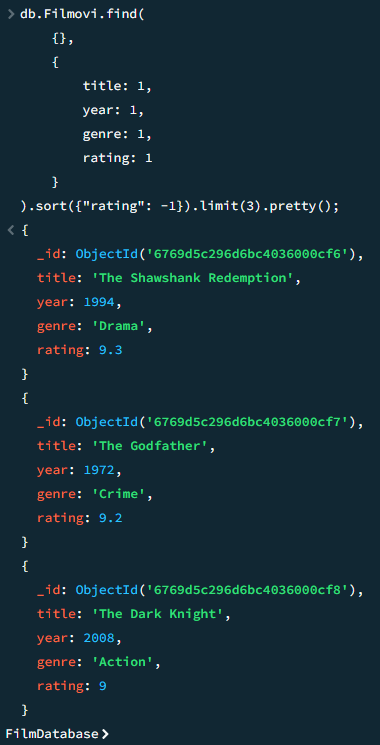 > db.Filmovi.find(
{},
{
title: 1,
year: 1,
genre: 1,
rating: 1
}
).sort({"rating": -1}).limit(3).pretty();
< {
_id: ObjectId('6769d5c296d6bc4036000cf6'),
title: 'The Shawshank Redemption',
year: 1994,
genre: 'Drama',
rating: 9.3
}
{
_id: ObjectId('6769d5c296d6bc4036000cf7'),
title: 'The Godfather',
year: 1972,
genre: 'Crime',
rating: 9.2
}
{
_id: ObjectId('6769d5c296d6bc4036000cf8'),
title: 'The Dark Knight',
year: 2008,
genre: 'Action',
rating: 9
}
FilmDatabase>